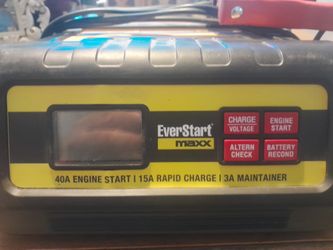 EverStart
maxx
CHARGE
VOLTAGE
ENGINE
START
ALTERN
CHECK
BATTERY
RECOND
40A ENGINE START | 15A RAPID CHARGE | 3A MAINTAINER